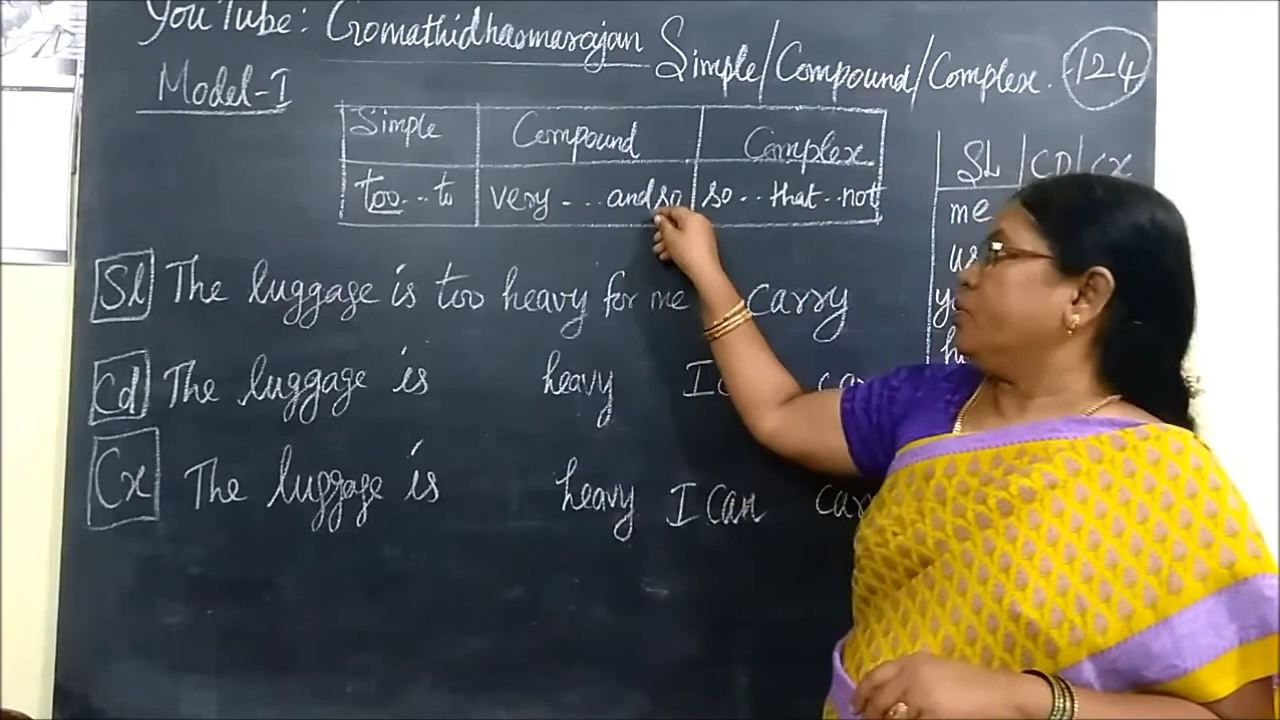 YouTube: Gomathidharmarajan Simple/Compound/Complex. 124
Model-I
Simple Compound Complex
too...to very ... and so so...that...not
SL | CD | CX
me
us
Sl The luggage is too heavy for me carry
Cd The luggage is heavy I
Cx The luggage is heavy I can